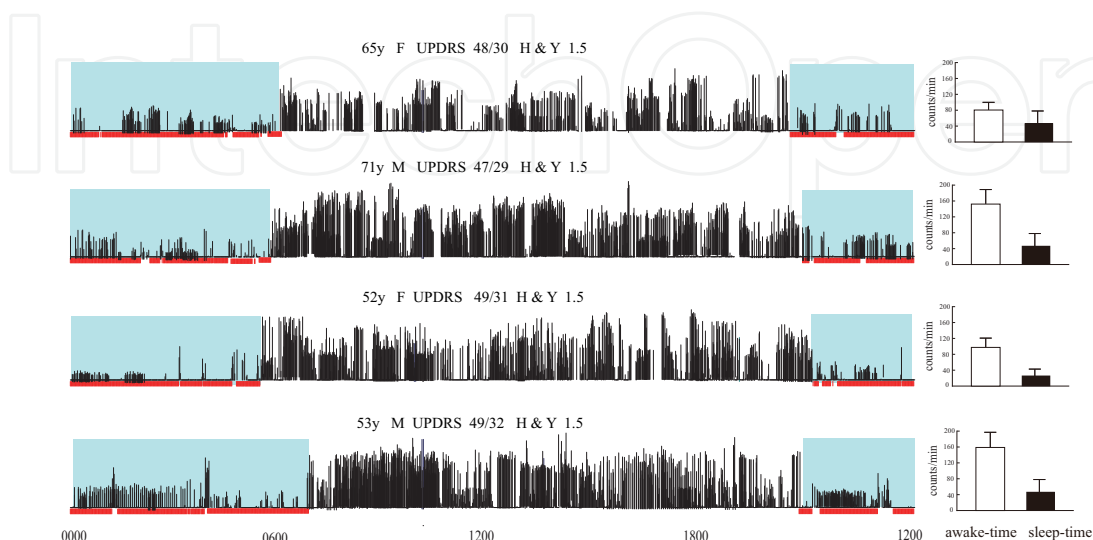 IntechOpen
65y F UPDRS 48/30 H & Y 1.5
200
160
120
80
40
0
counts/min
71y M UPDRS 47/29 H & Y 1.5
200
160
120
80
40
0
counts/min
52y F UPDRS 49/31 H & Y 1.5
200
160
120
80
40
0
counts/min
53y M UPDRS 49/32 H & Y 1.5
200
160
120
80
40
0
counts/min
0000 0600 1200 1800 1200 awake-time sleep-time